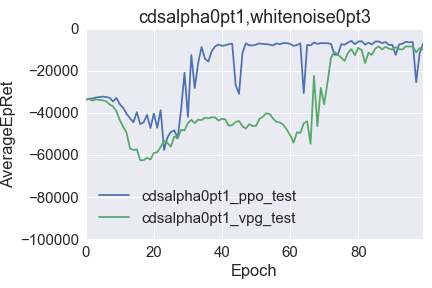 cdsalpha0pt1,whitenoise0pt3
AverageEpRet
0
−20000
−40000
−60000
−80000
−100000
cdsalpha0pt1_ppo_test
cdsalpha0pt1_vpg_test
0 20 40 60 80
Epoch